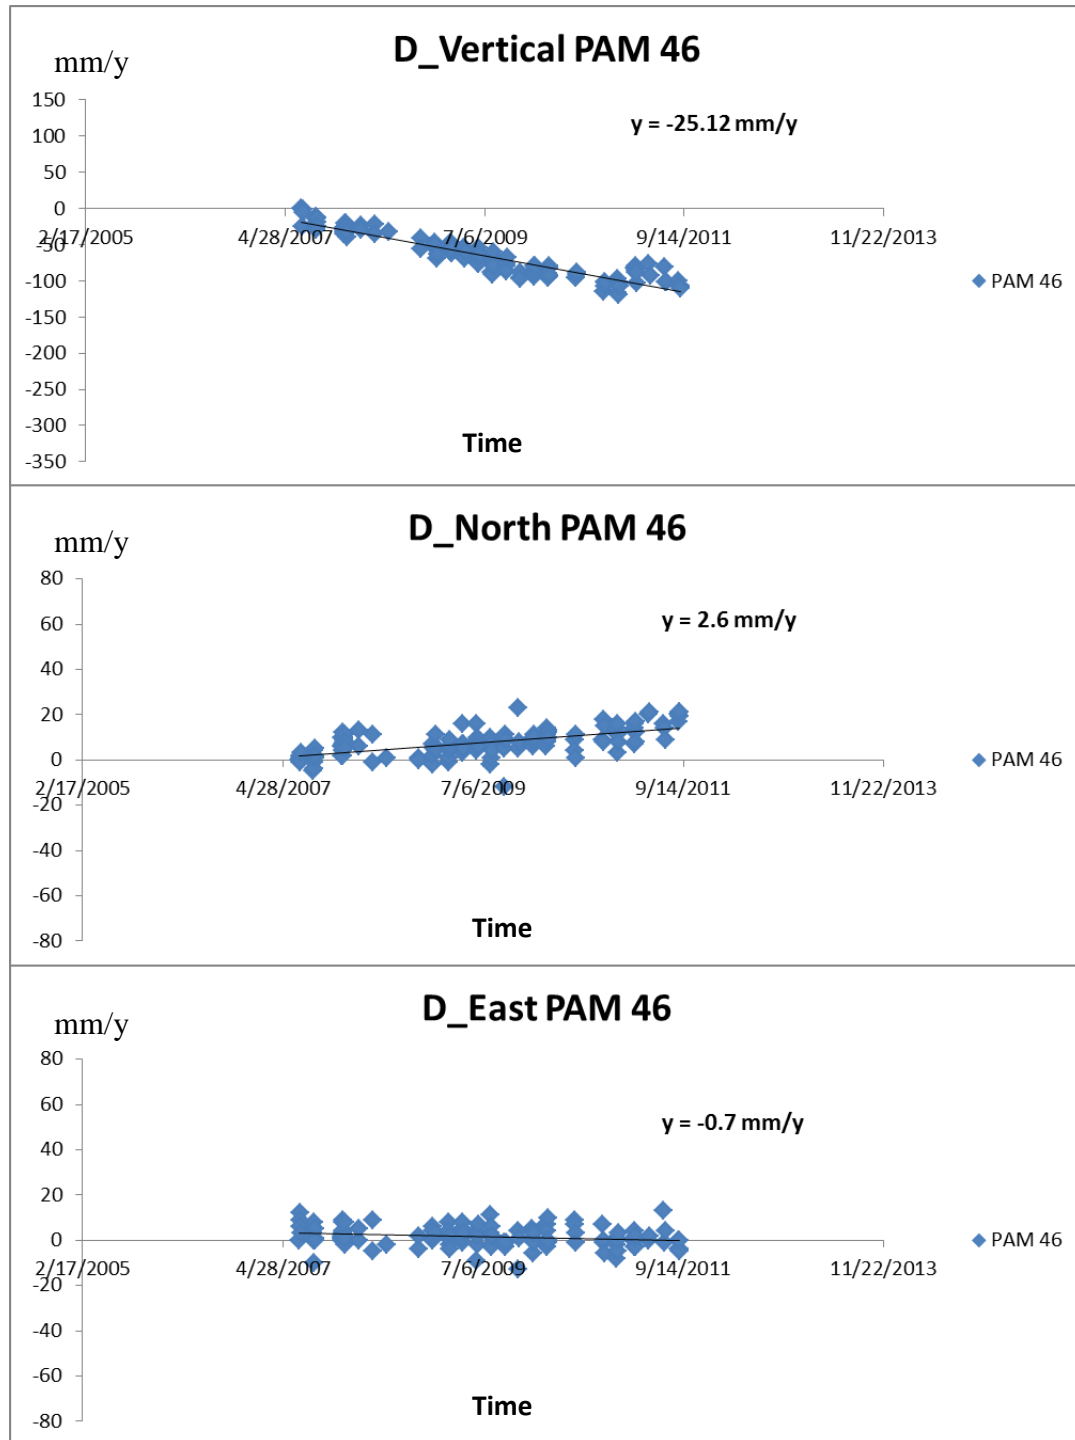 D_Vertical PAM 46
mm/y
150
y = -25.12 mm/y
100
50
0
2/17/2005 4/28/2007 7/6/2009 9/14/2011 11/22/2013
-50
PAM 46
-100
-150
-200
-250
-300
Time
-350
D_North PAM 46
mm/y
80
60
y = 2.6 mm/y
40
20
0
PAM 46
2/17/2005 4/28/2007 7/6/2009 9/14/2011 11/22/2013
-20
-40
-60
Time
-80
D_East PAM 46
mm/y
80
60
y = -0.7 mm/y
40
20
0
PAM 46
2/17/2005 4/28/2007 7/6/2009 9/14/2011 11/22/2013
-20
-40
-60
Time
-80